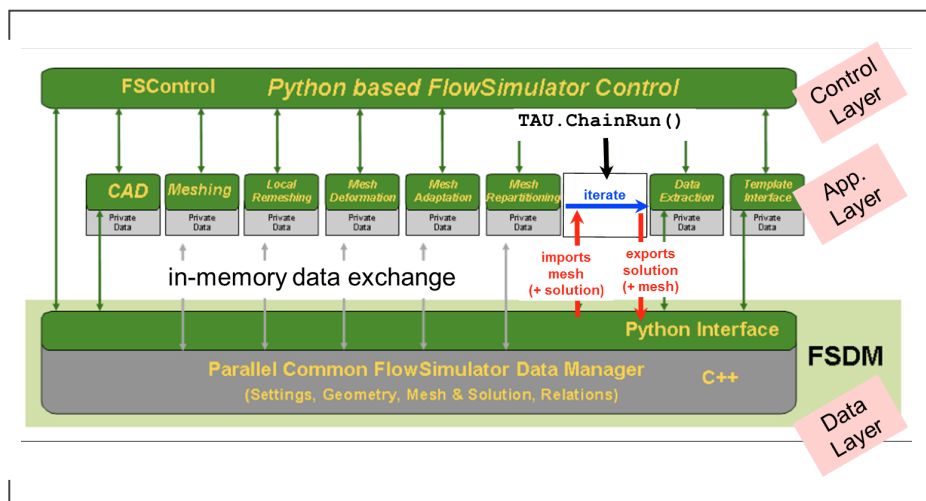 FSControl
Python based FlowSimulator Control
Control
Layer
TAU.ChainRun()
CAD
Private
Data
Meshing
Private
Data
Local
Remeshing
Private
Data
Mesh
Deformation
Private
Data
Mesh
Adaptation
Private
Data
Mesh
Repartitioning
Private
Data
iterate
Data
Extraction
Private
Data
Template
Interface
Private
Data
App.
Layer
in-memory data exchange
imports
mesh
(+ solution)
exports
solution
(+ mesh)
Python Interface
FSDM
Parallel Common FlowSimulator Data Manager
C++
(Settings, Geometry, Mesh & Solution, Relations)
Data
Layer